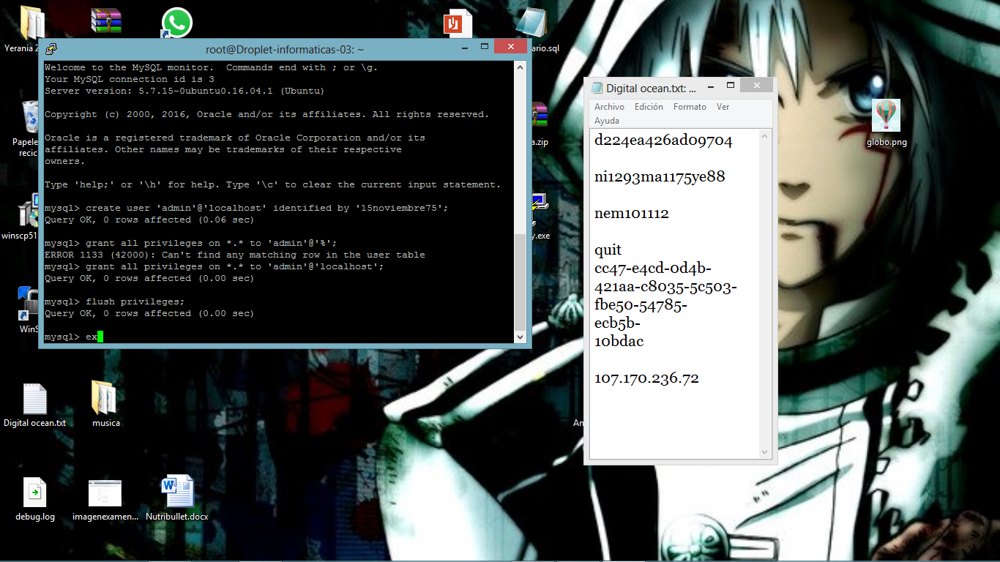 Yerania Z
ario.sql
root@Droplet-informaticas-03: ~
Welcome to the MySQL monitor.  Commands end with ; or \g.
Your MySQL connection id is 3
Server version: 5.7.15-0ubuntu0.16.04.1 (Ubuntu)
Copyright (c) 2000, 2016, Oracle and/or its affiliates. All rights reserved.
Oracle is a registered trademark of Oracle Corporation and/or its
affiliates. Other names may be trademarks of their respective
owners.
Type 'help;' or '\h' for help. Type '\c' to clear the current input statement.
mysql> create user 'admin'@'localhost' identified by '15noviembre75';
Query OK, 0 rows affected (0.06 sec)
mysql> grant all privileges on *.* to 'admin'@'%';
ERROR 1133 (42000): Can't find any matching row in the user table
mysql> grant all privileges on *.* to 'admin'@'localhost';
Query OK, 0 rows affected (0.00 sec)
mysql> flush privileges;
Query OK, 0 rows affected (0.00 sec)
mysql> ex
Papele
recic
a.zip
winscp51
y.exe
WinS
Digital ocean.txt: ...
Archivo Edición Formato Ver
Ayuda
d224ea426ad09704
ni1293ma1175ye88
nem101112
quit
cc47-e4cd-0d4b-
421aa-c8035-5c503-
fbe50-54785-
ecb5b-
10bdac
107.170.236.72
globo.png
Digital ocean.txt
musica
An
debug.log
imagenexamen...
Nutribullet.docx